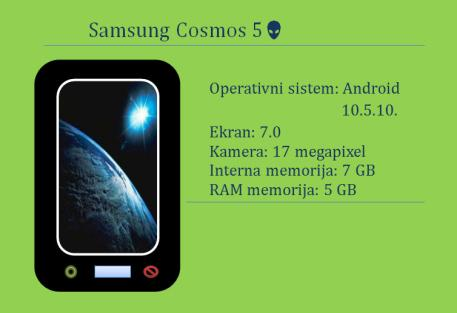 Samsung Cosmos 5
Operativni sistem: Android
10.5.10.
Ekran: 7.0
Kamera: 17 megapixel
Interna memorija: 7 GB
RAM memorija: 5 GB